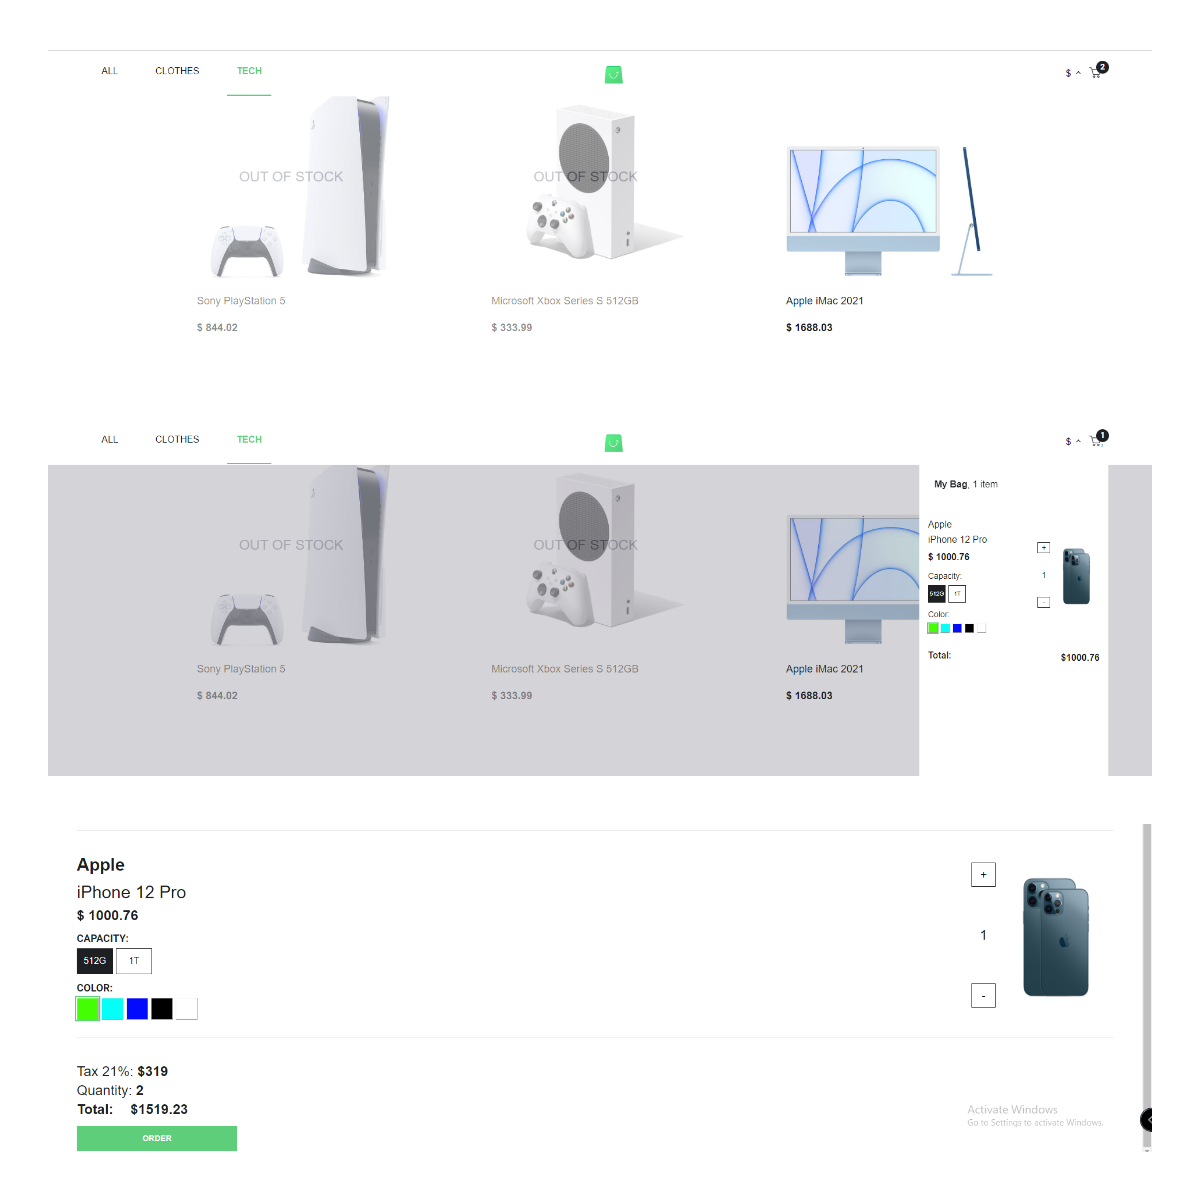 ALL CLOTHES TECH $ 2
OUT OF STOCK OUT OF STOCK
Sony PlayStation 5 Microsoft Xbox Series S 512GB Apple iMac 2021
$ 844.02 $ 333.99 $ 1688.03
ALL CLOTHES TECH $ 1
My Bag, 1 item
OUT OF STOCK OUT OF STOCK
Sony PlayStation 5 Microsoft Xbox Series S 512GB Apple iMac 2021
$ 844.02 $ 333.99 $ 1688.03
Apple
iPhone 12 Pro
$ 1000.76
+
Capacity:
1
512G 1T
-
Color:
Total: $1000.76
Apple
+
iPhone 12 Pro
$ 1000.76
1
CAPACITY:
512G 1T
COLOR:
-
Tax 21%: $319
Quantity: 2
Total: $1519.23
ORDER
Activate Windows
Go to Settings to activate Windows.